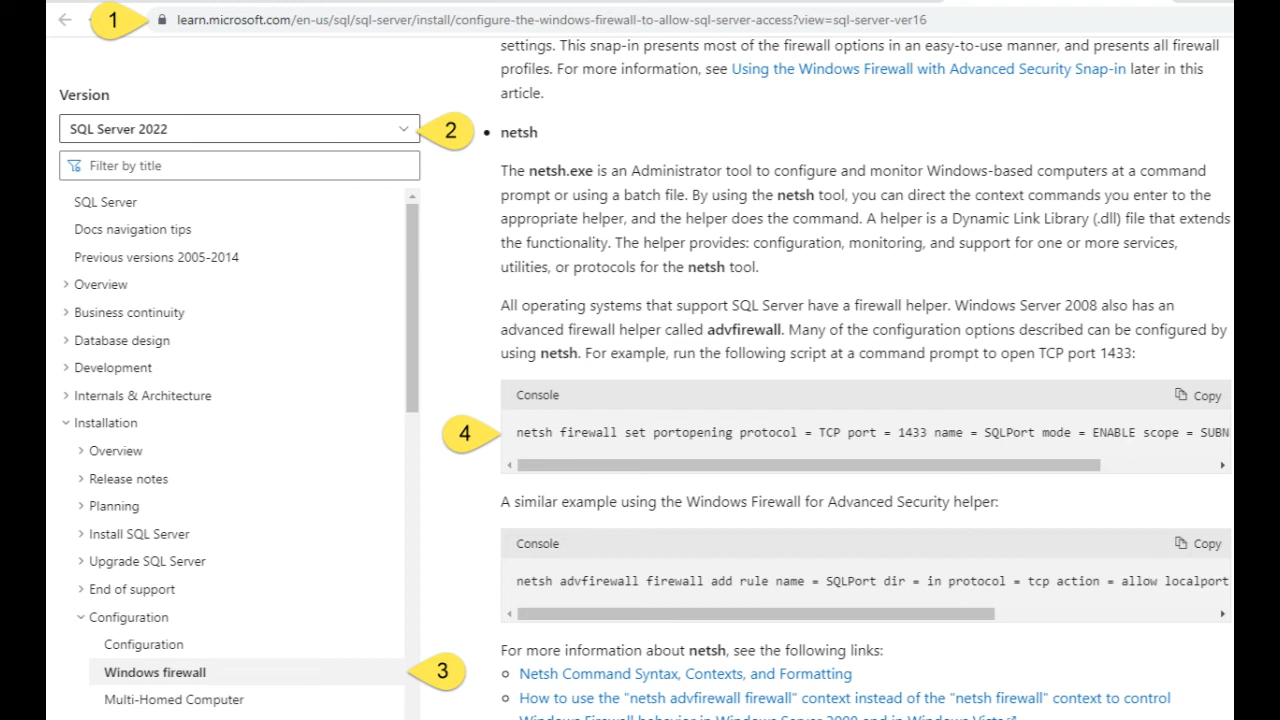 1
learn.microsoft.com/en-us/sql/sql-server/install/configure-the-windows-firewall-to-allow-sql-server-access?view=sql-server-ver16
Version
SQL Server 2022
2
Filter by title
SQL Server
Docs navigation tips
Previous versions 2005-2014
Overview
Business continuity
Database design
Development
Internals & Architecture
Installation
Overview
Release notes
Planning
Install SQL Server
Upgrade SQL Server
End of support
Configuration
Configuration
Windows firewall
3
Multi-Homed Computer
settings. This snap-in presents most of the firewall options in an easy-to-use manner, and presents all firewall
profiles. For more information, see Using the Windows Firewall with Advanced Security Snap-in later in this
article.
• netsh
The netsh.exe is an Administrator tool to configure and monitor Windows-based computers at a command
prompt or using a batch file. By using the netsh tool, you can direct the context commands you enter to the
appropriate helper, and the helper does the command. A helper is a Dynamic Link Library (.dll) file that extends
the functionality. The helper provides: configuration, monitoring, and support for one or more services,
utilities, or protocols for the netsh tool.
All operating systems that support SQL Server have a firewall helper. Windows Server 2008 also has an
advanced firewall helper called advfirewall. Many of the configuration options described can be configured by
using netsh. For example, run the following script at a command prompt to open TCP port 1433:
Console Copy
4
netsh firewall set portopening protocol = TCP port = 1433 name = SQLPort mode = ENABLE scope = SUBN
A similar example using the Windows Firewall for Advanced Security helper:
Console Copy
netsh advfirewall firewall add rule name = SQLPort dir = in protocol = tcp action = allow localport
For more information about netsh, see the following links:
Netsh Command Syntax, Contexts, and Formatting
How to use the "netsh advfirewall firewall" context instead of the "netsh firewall" context to control
Windows Firewall behavior in Windows Server 2008 and in Windows Vista